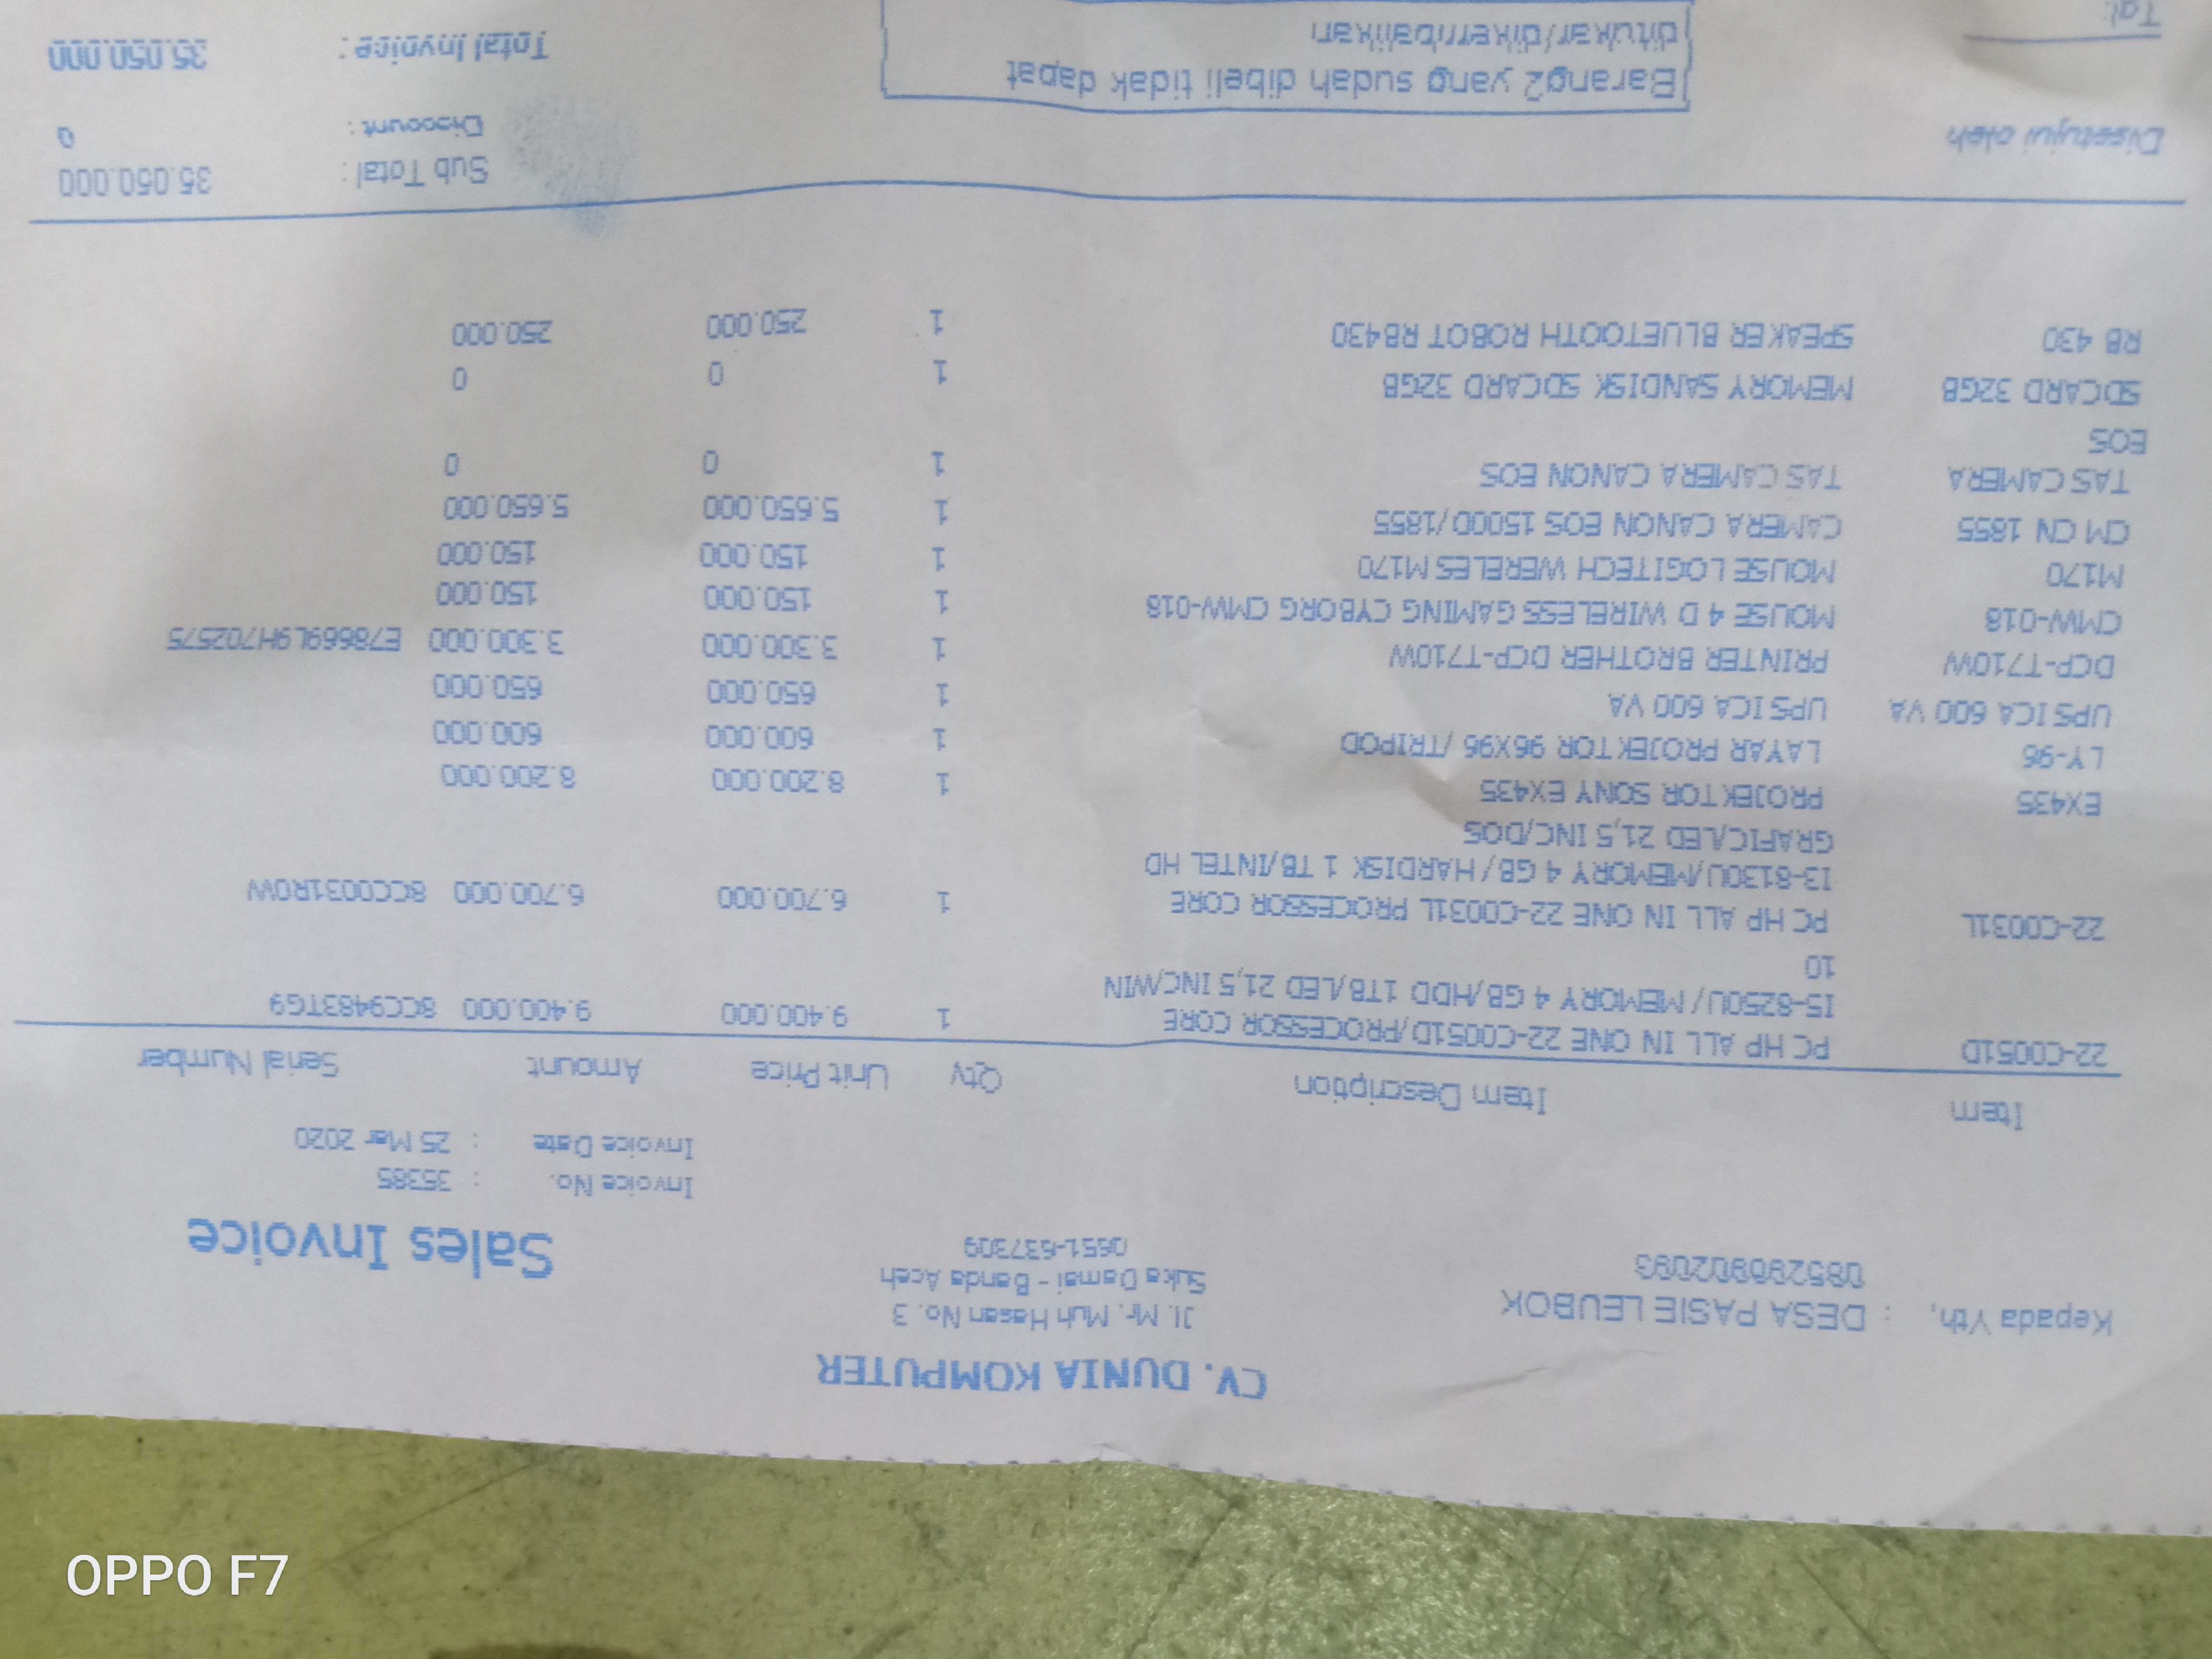 CV. DUNIA KOMPUTER
Kepada Yth, : DESA PASIE LEUBOK
Jl. Mr. Muh Hasan No. 3
085296902093
Suka Damai - Banda Aceh
0651-637309
Sales Invoice
Invoice No. : 35385
Invoice Date : 25 Mar 2020
Item Item Description Qty Unit Price Amount Serial Number
22-C0051D PC HP ALL IN ONE 22-C0051D/PROCESSOR CORE 1 9.400.000 9.400.000 8CC9483TG9
I5-8250U/MEMORY 4 GB/HDD 1TB/LED 21,5 INC/WIN
10
22-C0031L PC HP ALL IN ONE 22-C0031L PROCESSOR CORE 1 6.700.000 6.700.000 8CC0031R0W
I3-8130U/MEMORY 4 GB/HARDISK 1 TB/INTEL HD
GRAFIC/LED 21,5 INC/DOS
EX435 PROJEKTOR SONY EX435 1 8.200.000 8.200.000
LY-96 LAYAR PROJEKTOR 96X96 /TRIPOD 1 600.000 600.000
UPS ICA 600 VA UPS ICA 600 VA 1 650.000 650.000
DCP-T710W PRINTER BROTHER DCP-T710W 1 3.300.000 3.300.000 E78669L9H702575
CMW-018 MOUSE 4 D WIRELESS GAMING CYBORG CMW-018 1 150.000 150.000
M170 MOUSE LOGITECH WERELES M170 1 150.000 150.000
CM CN 1855 CAMERA CANON EOS 1500D/1855 1 5.650.000 5.650.000
TAS CAMERA TAS CAMERA CANON EOS 1 0 0
EOS
SDCARD 32GB MEMORY SANDISK SDCARD 32GB 1 0 0
RB 430 SPEAKER BLUETOOTH ROBOT RB430 1 250.000 250.000
Sub Total : 35.050.000
Disetujui oleh
Discount : 0
Barang2 yang sudah dibeli tidak dapat
ditukar/dikembalikan
Total Invoice : 35.050.000
Tgl:
OPPO F7